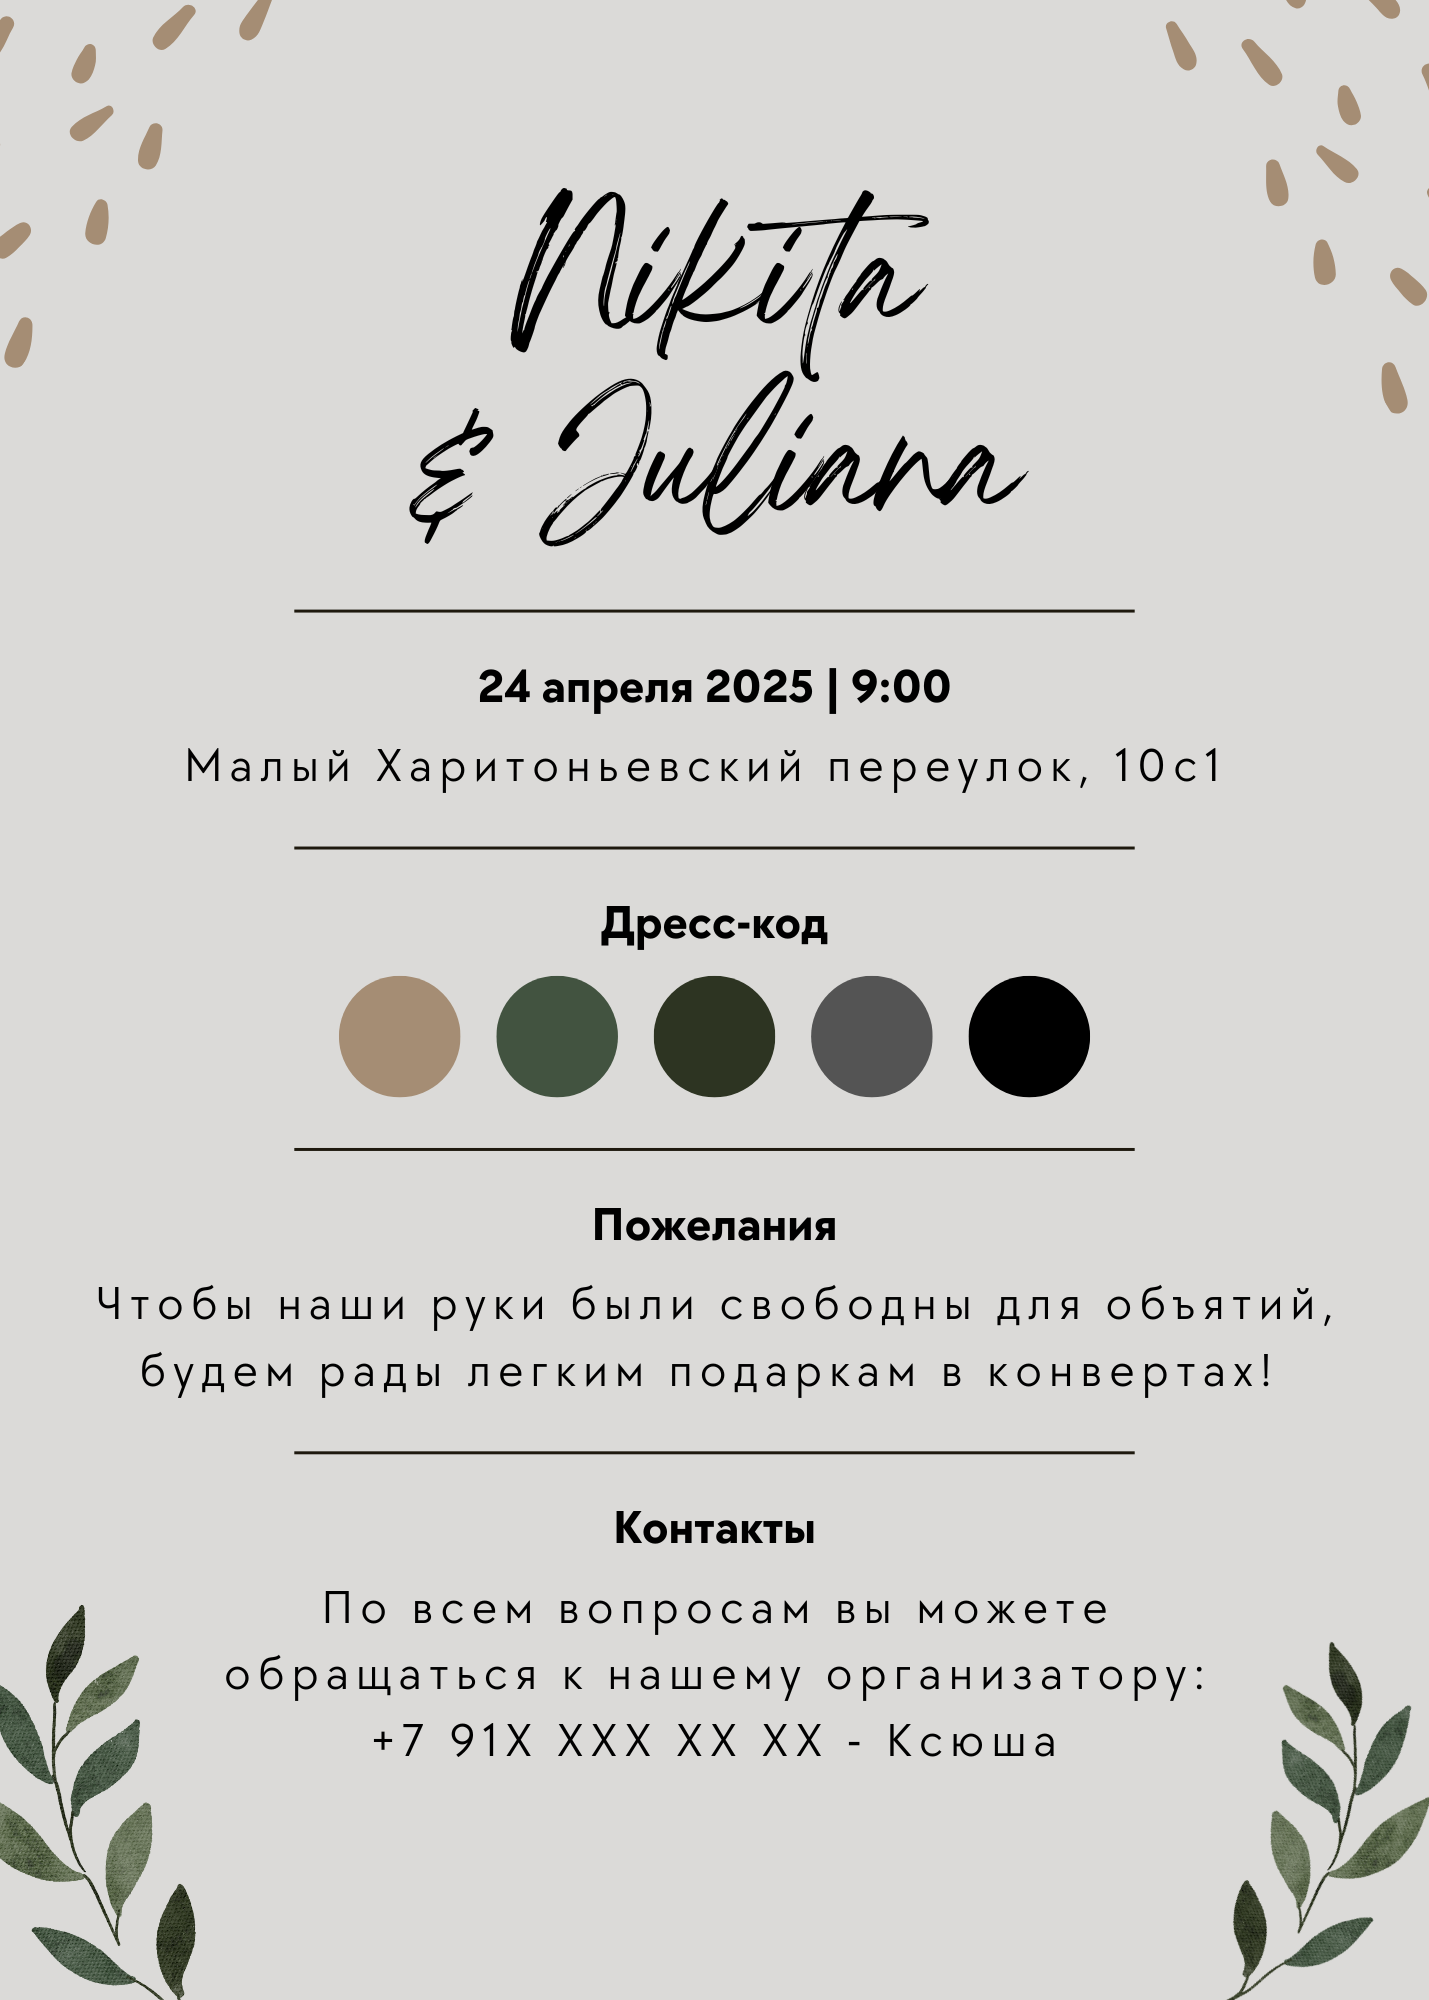 Nikita
& Juliana
24 апреля 2025 | 9:00
Малый Харитоньевский переулок, 10с1
Дресс-код
Пожелания
Чтобы наши руки были свободны для объятий,
будем рады легким подаркам в конвертах!
Контакты
По всем вопросам вы можете
обращаться к нашему организатору:
+7 91X XXX XX XX - Ксюша